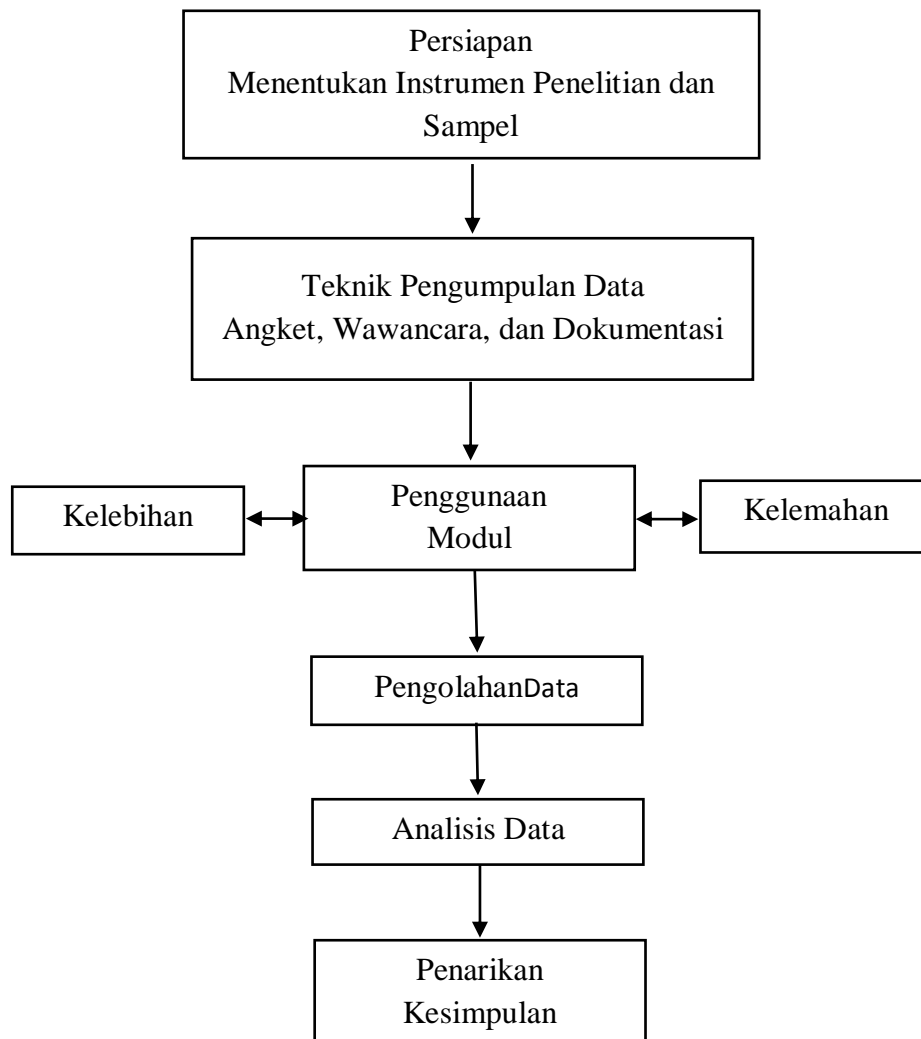 Persiapan
Menentukan Instrumen Penelitian dan
Sampel
Teknik Pengumpulan Data
Angket, Wawancara, dan Dokumentasi
Kelebihan
Penggunaan
Modul
Kelemahan
PengolahanData
Analisis Data
Penarikan
Kesimpulan